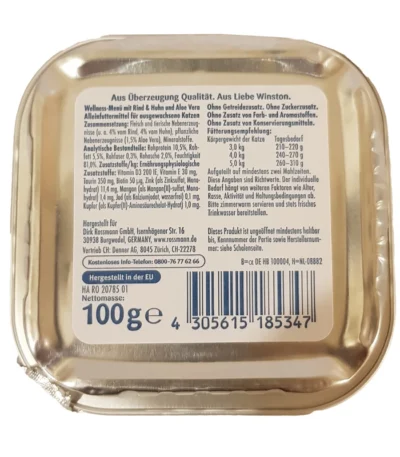 Aus Überzeugung Qualität. Aus Liebe Winston.
Wellness-Menü mit Rind & Huhn und Aloe Vera
Alleinfuttermittel für ausgewachsene Katzen
Zusammensetzung: Fleisch und tierische Nebenerzeug-
nisse (u. a. 4% vom Rind, 4% vom Huhn), pflanzliche
Nebenerzeugnisse (1,5% Aloe Vera), Mineralstoffe.
Analytische Bestandteile: Rohprotein 10,5%, Roh-
fett 5%, Rohfaser 0,3%, Rohasche 2,0%, Feuchtigkeit
81,0%. Zusatzstoffe/kg: Ernährungsphysiologische
Zusatzstoffe: Vitamin D3 200 IE, Vitamin E 30 mg,
Taurin 250 mg, Biotin 50 µg, Zink (als Zinksulfat, Mono-
hydrat) 11,4 mg, Mangan (als Mangan(II)-sulfat, Mono-
hydrat) 1,4 mg, Jod (als Calciumjodat, wasserfrei) 0,1 mg,
Kupfer (als Kupfer(II)-Aminosäurechelat-Hydrat) 1,0 mg.
Hergestellt für
Dirk Rossmann GmbH, Isernhägener Str. 16
30938 Burgwedel, GERMANY, www.rossmann.de
Vertrieb CH: Denner AG, 8045 Zürich, CH-22278
Kostenloses Info-Telefon: 0800-76 77 62 66
Hergestellt in der EU
HA RO 20785 01
Nettomasse:
100 g e
Ohne Getreidezusatz. Ohne Zuckerzusatz.
Ohne Zusatz von Farb- und Aromastoffen.
Ohne Zusatz von Konservierungsmitteln.
Fütterungsempfehlung:
Körpergewicht der Katze Tagesbedarf
3,0 kg 210–220 g
4,0 kg 240–270 g
5,0 kg 260–310 g
Aufgeteilt auf mindestens zwei Mahlzeiten.
Diese Angaben sind Richtwerte. Der individuelle
Bedarf hängt von weiteren Faktoren wie Alter,
Rasse, Aktivität und Haltungsbedingungen ab.
Bitte zimmerwarm servieren und stets frisches
Trinkwasser bereitstellen.
Dieses Produkt ist ungeöffnet mindestens haltbar
bis, Kennnummer der Partie sowie Herstellernum-
mer: siehe Schalenseite.
B=α DE HB 100004, H=NL-09882
4 305615 185347